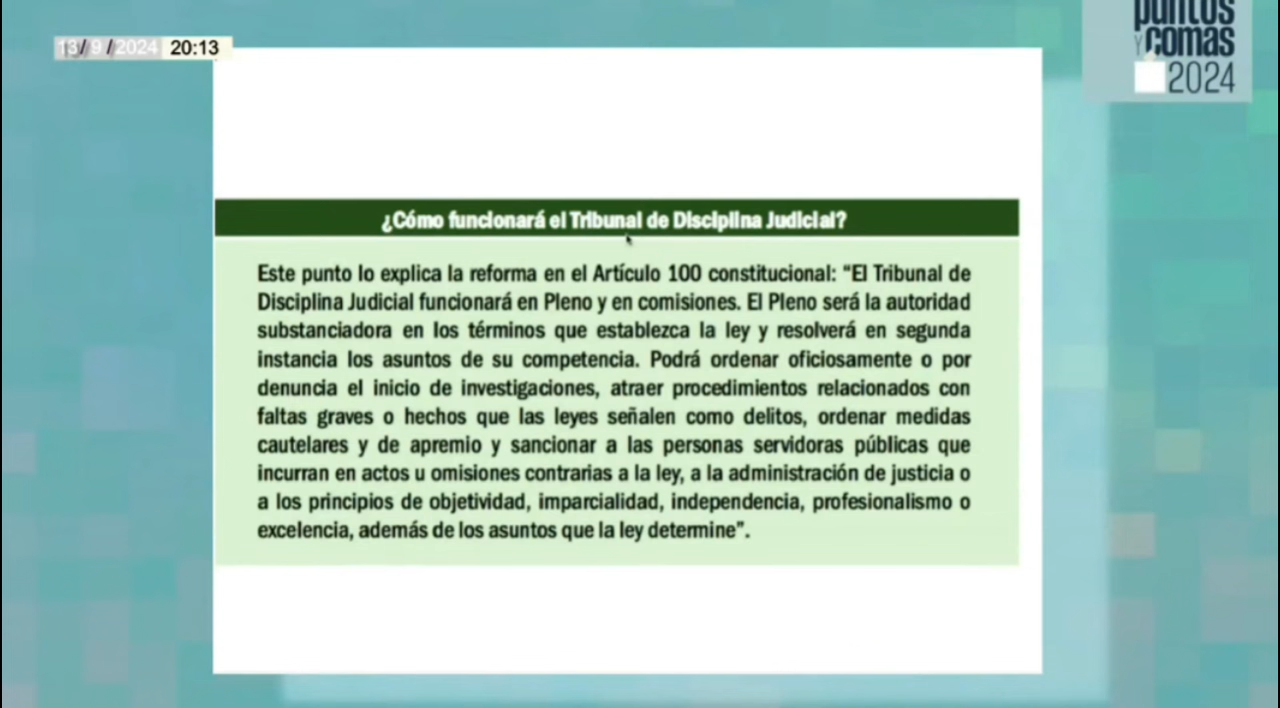 13/ 9 /2024 20:13
puntos
y comas
2024
¿Cómo funcionará el Tribunal de Disciplina Judicial?
Este punto lo explica la reforma en el Artículo 100 constitucional: “El Tribunal de
Disciplina Judicial funcionará en Pleno y en comisiones. El Pleno será la autoridad
substanciadora en los términos que establezca la ley y resolverá en segunda
instancia los asuntos de su competencia. Podrá ordenar oficiosamente o por
denuncia el inicio de investigaciones, atraer procedimientos relacionados con
faltas graves o hechos que las leyes señalen como delitos, ordenar medidas
cautelares y de apremio y sancionar a las personas servidoras públicas que
incurran en actos u omisiones contrarias a la ley, a la administración de justicia o
a los principios de objetividad, imparcialidad, independencia, profesionalismo o
excelencia, además de los asuntos que la ley determine”.